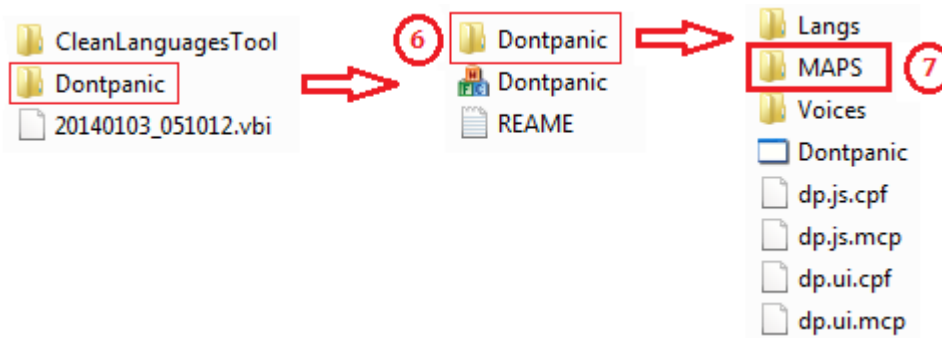 CleanLanguagesTool
Dontpanic
20140103_051012.vbi
6
Dontpanic
Dontpanic
REAME
Langs
MAPS
7
Voices
Dontpanic
dp.js.cpf
dp.js.mcp
dp.ui.cpf
dp.ui.mcp